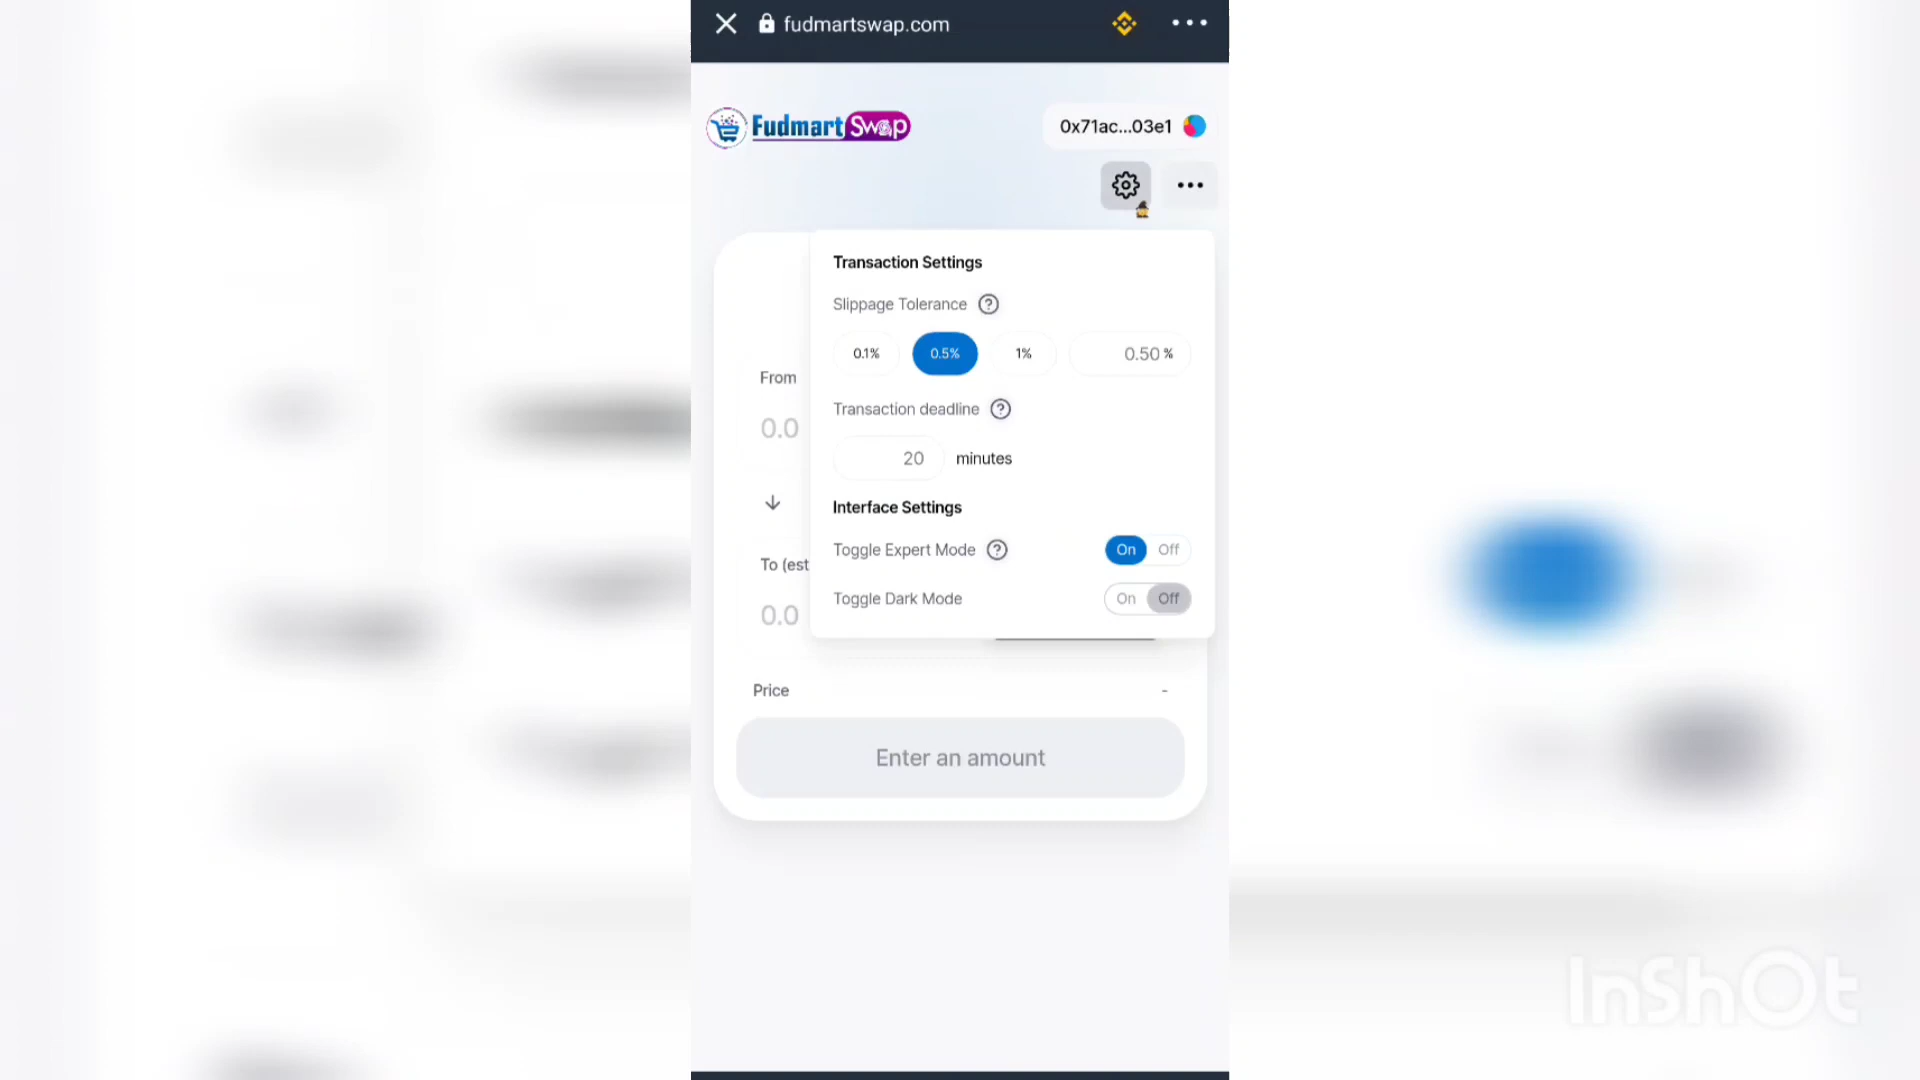 fudmartswap.com
Fudmart Swap
0x71ac...03e1
Transaction Settings
Slippage Tolerance ?
0.1% 0.5% 1% 0.50 %
From
Transaction deadline ?
0.0
20 minutes
Interface Settings
Toggle Expert Mode ? On Off
To (est
Toggle Dark Mode On Off
0.0
Price -
Enter an amount
InShOt